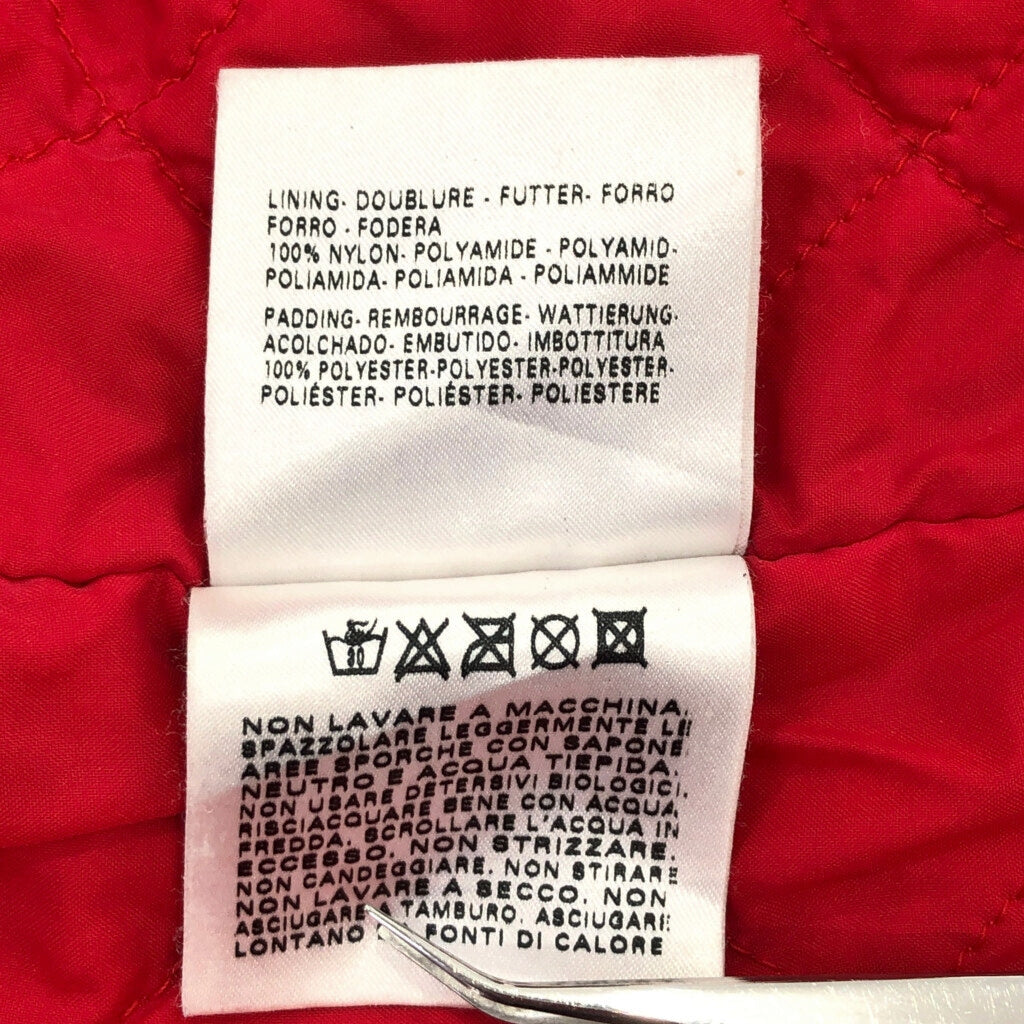 LINING- DOUBLURE - FUTTER- FORRO
FORRO - FODERA
100% NYLON- POLYAMIDE - POLYAMID-
POLIAMIDA- POLIAMIDA - POLIAMMIDE
PADDING- REMBOURRAGE- WATTIERUNG-
ACOLCHADO- EMBUTIDO- IMBOTTITURA
100% POLYESTER-POLYESTER-POLYESTER-
POLIÉSTER- POLIÉSTER- POLIESTERE
30
NON LAVARE A MACCHINA.
SPAZZOLARE LEGGERMENTE LE
AREE SPORCHE CON SAPONE
NEUTRO E ACQUA TIEPIDA.
NON USARE DETERSIVI BIOLOGICI.
RISCIACQUARE BENE CON ACQUA
FREDDA. SCROLLARE L'ACQUA IN
ECCESSO. NON STRIZZARE.
NON CANDEGGIARE. NON STIRARE
NON LAVARE A SECCO. NON
ASCIUGARE A TAMBURO. ASCIUGARE
LONTANO FONTI DI CALORE